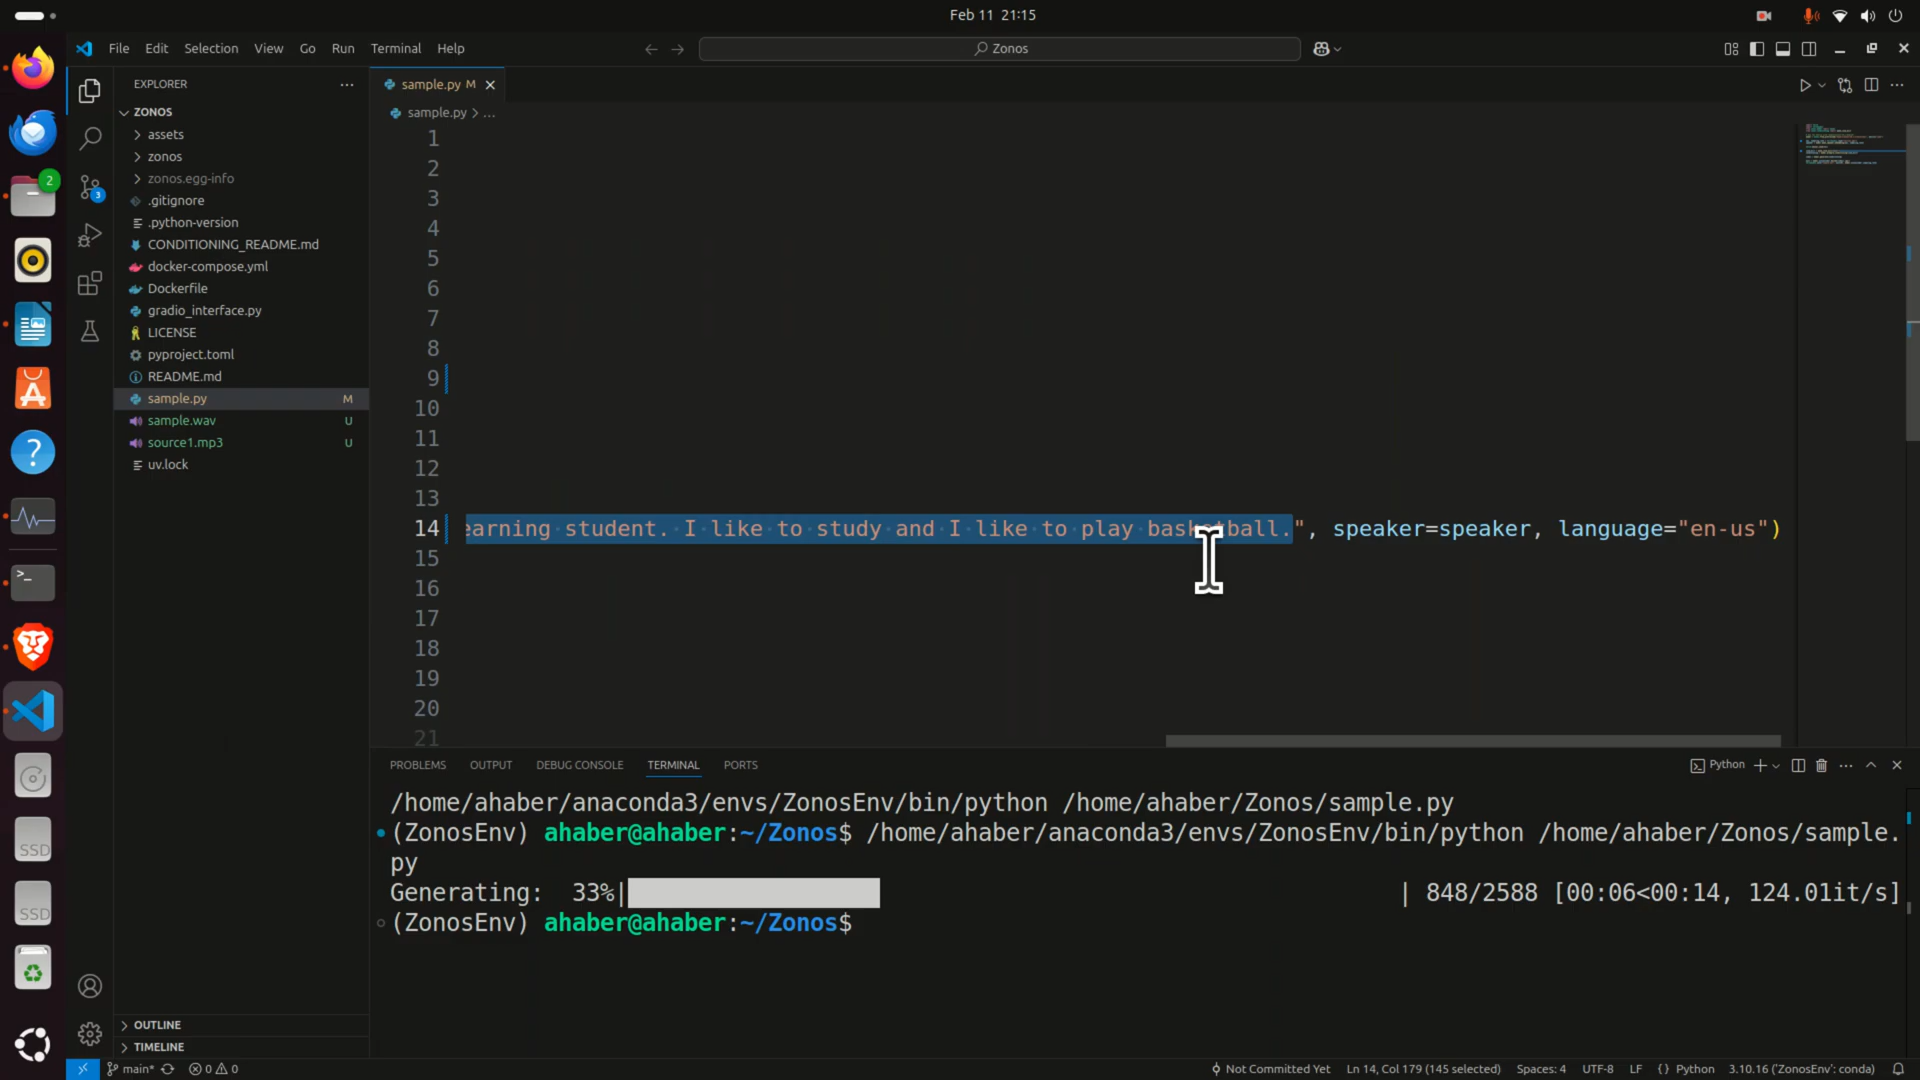 Feb 11 21:15
File Edit Selection View Go Run Terminal Help
Zonos
EXPLORER
sample.py M
ZONOS
sample.py > ...
assets
zonos
zonos.egg-info
.gitignore
.python-version
CONDITIONING_README.md
docker-compose.yml
Dockerfile
gradio_interface.py
LICENSE
pyproject.toml
README.md
sample.py M
sample.wav U
source1.mp3 U
uv.lock
2
3
1
2
3
4
5
6
7
8
9
10
11
12
13
14 earning student. I like to study and I like to play basketball.", speaker=speaker, language="en-us")
15
16
17
18
19
20
21
PROBLEMS OUTPUT DEBUG CONSOLE TERMINAL PORTS
Python
/home/ahaber/anaconda3/envs/ZonosEnv/bin/python /home/ahaber/Zonos/sample.py
(ZonosEnv) ahaber@ahaber:~/Zonos$ /home/ahaber/anaconda3/envs/ZonosEnv/bin/python /home/ahaber/Zonos/sample.
py
Generating: 33%| | 848/2588 [00:06<00:14, 124.01it/s]
(ZonosEnv) ahaber@ahaber:~/Zonos$
SSD
SSD
OUTLINE
TIMELINE
main* 0 0
Not Committed Yet Ln 14, Col 179 (145 selected) Spaces: 4 UTF-8 LF {} Python 3.10.16 ('ZonosEnv': conda)